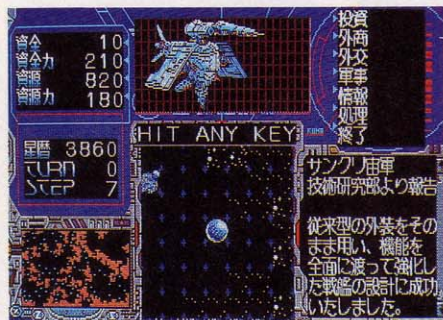 資金 10
資金力 210
資源 820
資源力 180
星暦 3860
TURN 0
STEP 7
HIT ANY KEY
投資
外商
外交
軍事
情報
処理
終了
サンクリ宙軍
技術研究部より報告
従来型の外装をその
まま用い、機能を
全面に渡って強化し
た戦艦の設計に成功
いたしました。